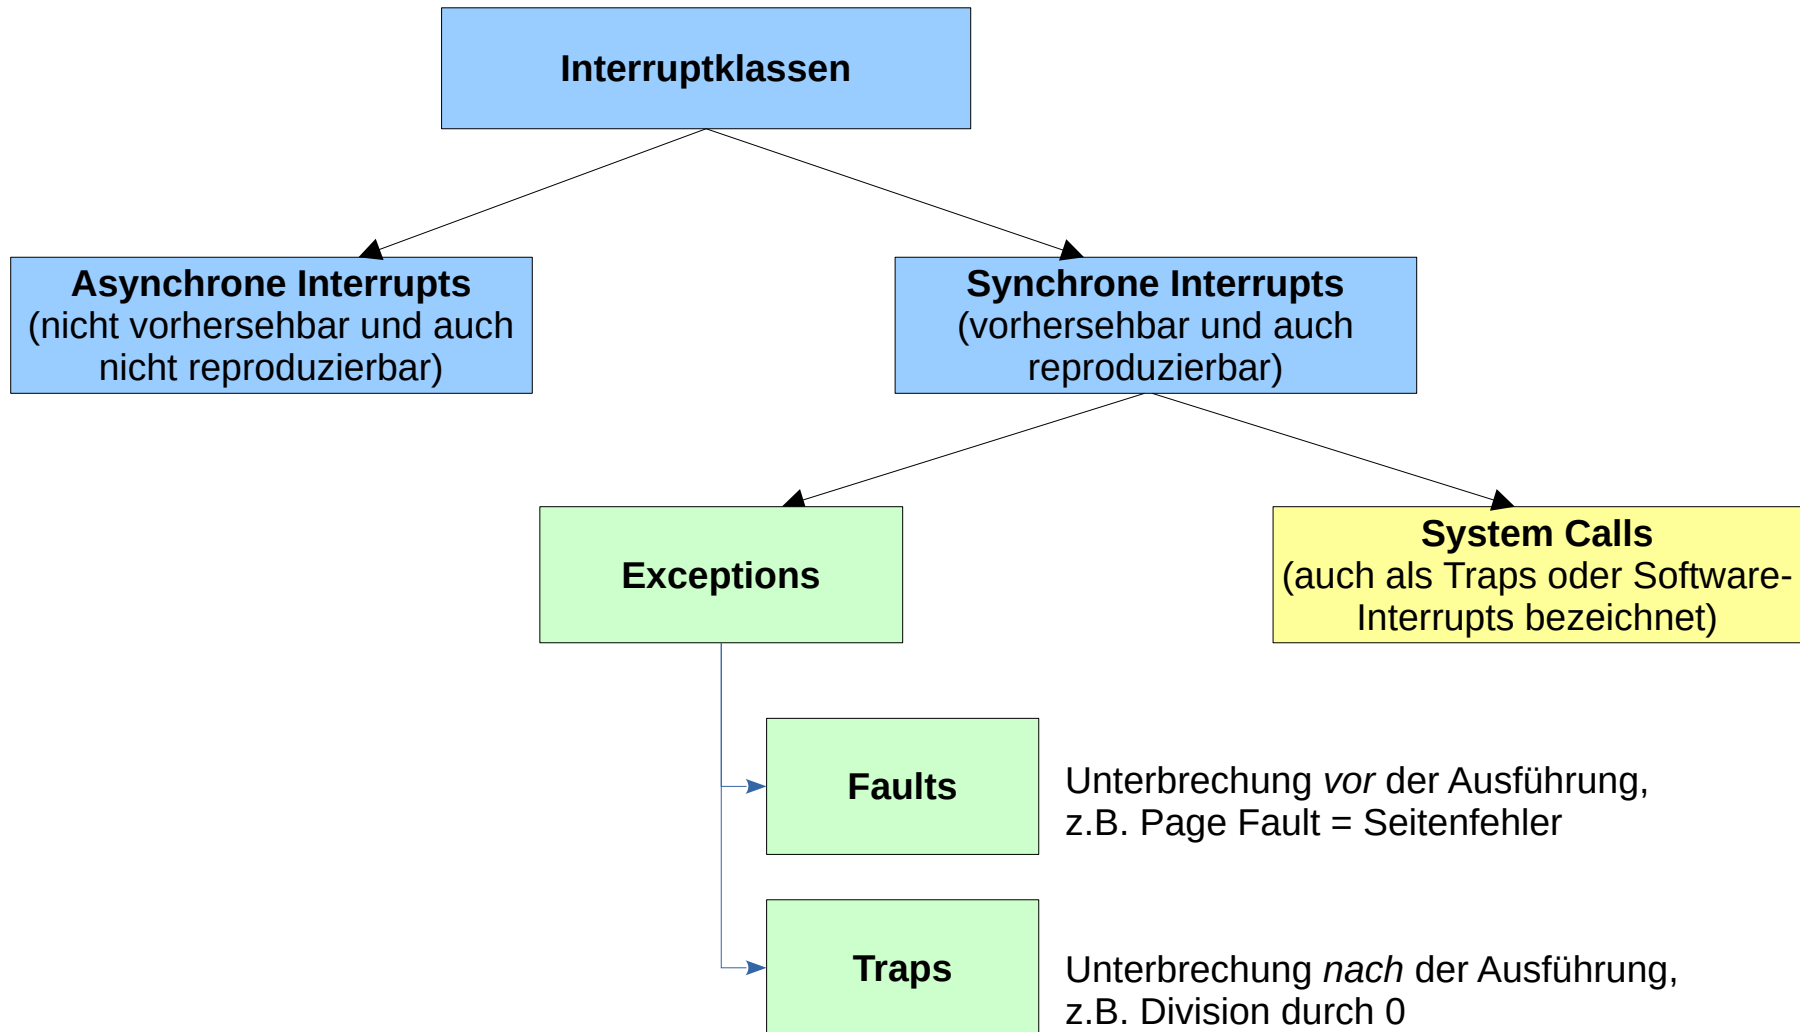 Interruptklassen
Asynchrone Interrupts
(nicht vorhersehbar und auch
nicht reproduzierbar)
Synchrone Interrupts
(vorhersehbar und auch
reproduzierbar)
Exceptions
System Calls
(auch als Traps oder Software-
Interrupts bezeichnet)
Faults
Unterbrechung vor der Ausführung,
z.B. Page Fault = Seitenfehler
Traps
Unterbrechung nach der Ausführung,
z.B. Division durch 0